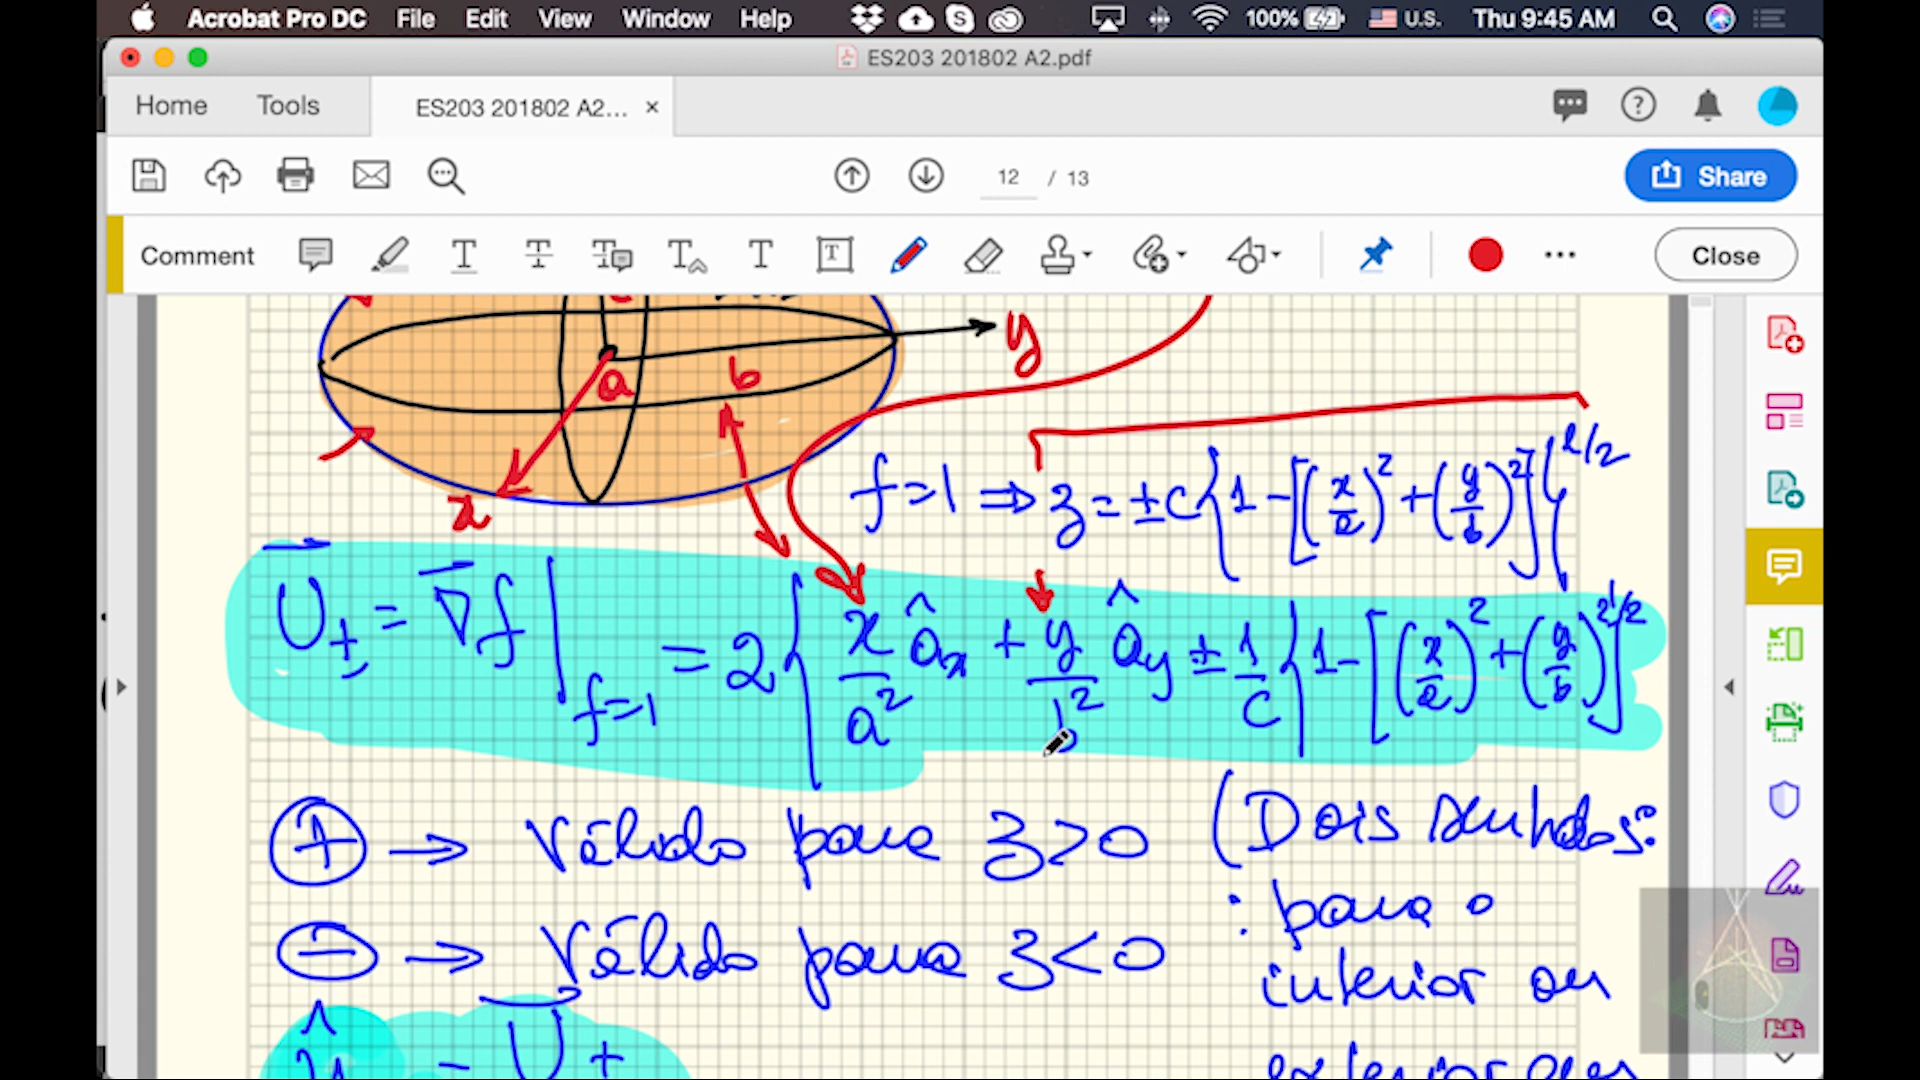 Acrobat Pro DC File Edit View Window Help 100% U.S. Thu 9:45 AM
ES203 201802 A2.pdf
Home Tools ES203 201802 A2... ×
12 / 13
Share
Comment
Close
y
a
b
x
f=1 ⇒ z = ±c{1-[(x/a)²+(y/b)²]}^1/2
U± = ∇f |f=1 = 2{x/a² âx + y/b² ây ± 1/c {1-[(x/a)²+(y/b)²]^1/2
(+) → Válido para z>0
(-) → Válido para z<0
(Dois sentidos:
: para o
interior ou
û = U±